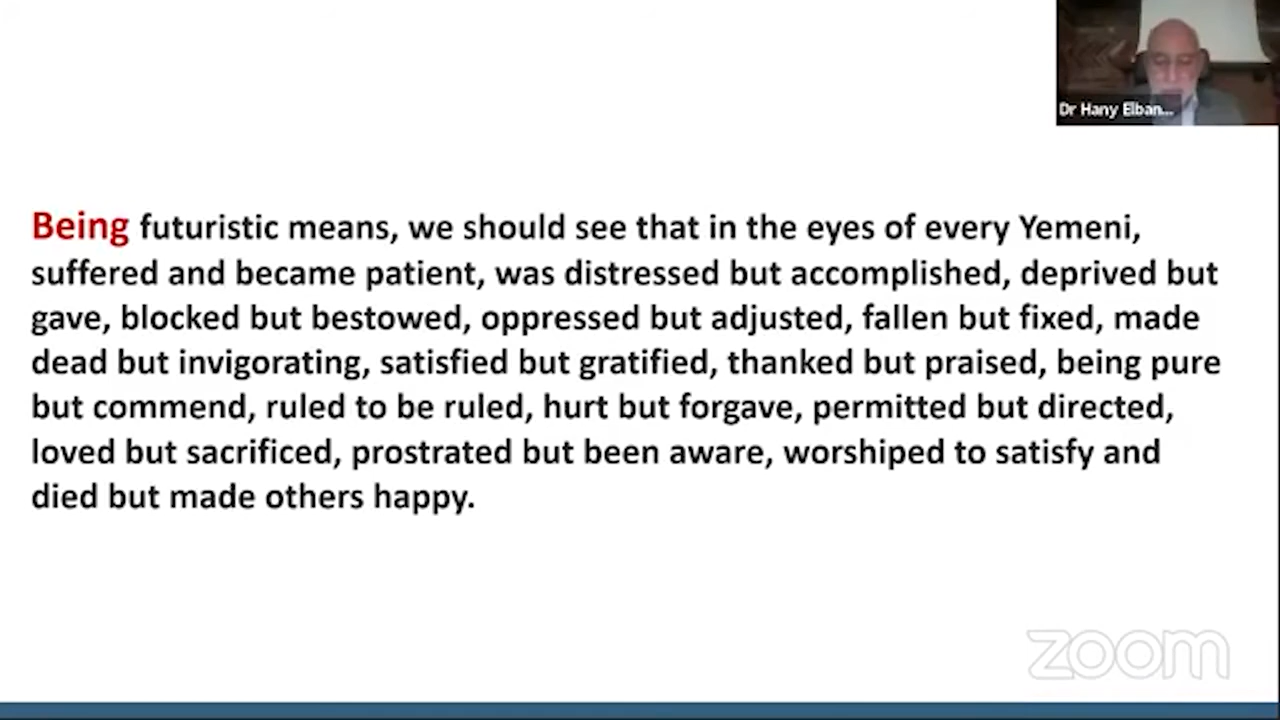 Dr Hany Elban...
Being futuristic means, we should see that in the eyes of every Yemeni,
suffered and became patient, was distressed but accomplished, deprived but
gave, blocked but bestowed, oppressed but adjusted, fallen but fixed, made
dead but invigorating, satisfied but gratified, thanked but praised, being pure
but commend, ruled to be ruled, hurt but forgave, permitted but directed,
loved but sacrificed, prostrated but been aware, worshiped to satisfy and
died but made others happy.
zoom